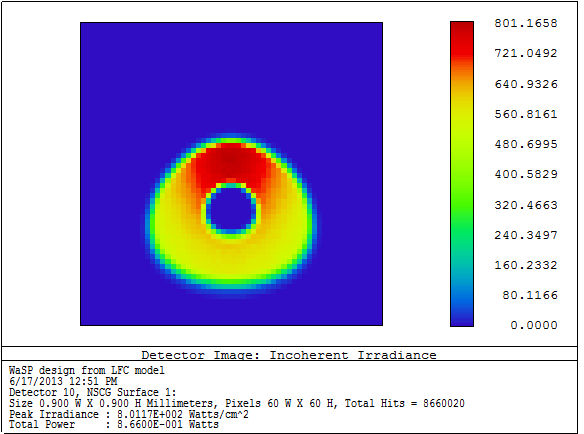 801.1658
721.0492
640.9326
560.8161
480.6995
400.5829
320.4663
240.3497
160.2332
80.1166
0.0000
Detector Image: Incoherent Irradiance
WaSP design from LFC model
6/17/2013 12:51 PM
Detector 10, NSCG Surface 1:
Size 0.900 W X 0.900 H Millimeters, Pixels 60 W X 60 H, Total Hits = 8660020
Peak Irradiance : 8.0117E+002 Watts/cm^2
Total Power     : 8.6600E-001 Watts